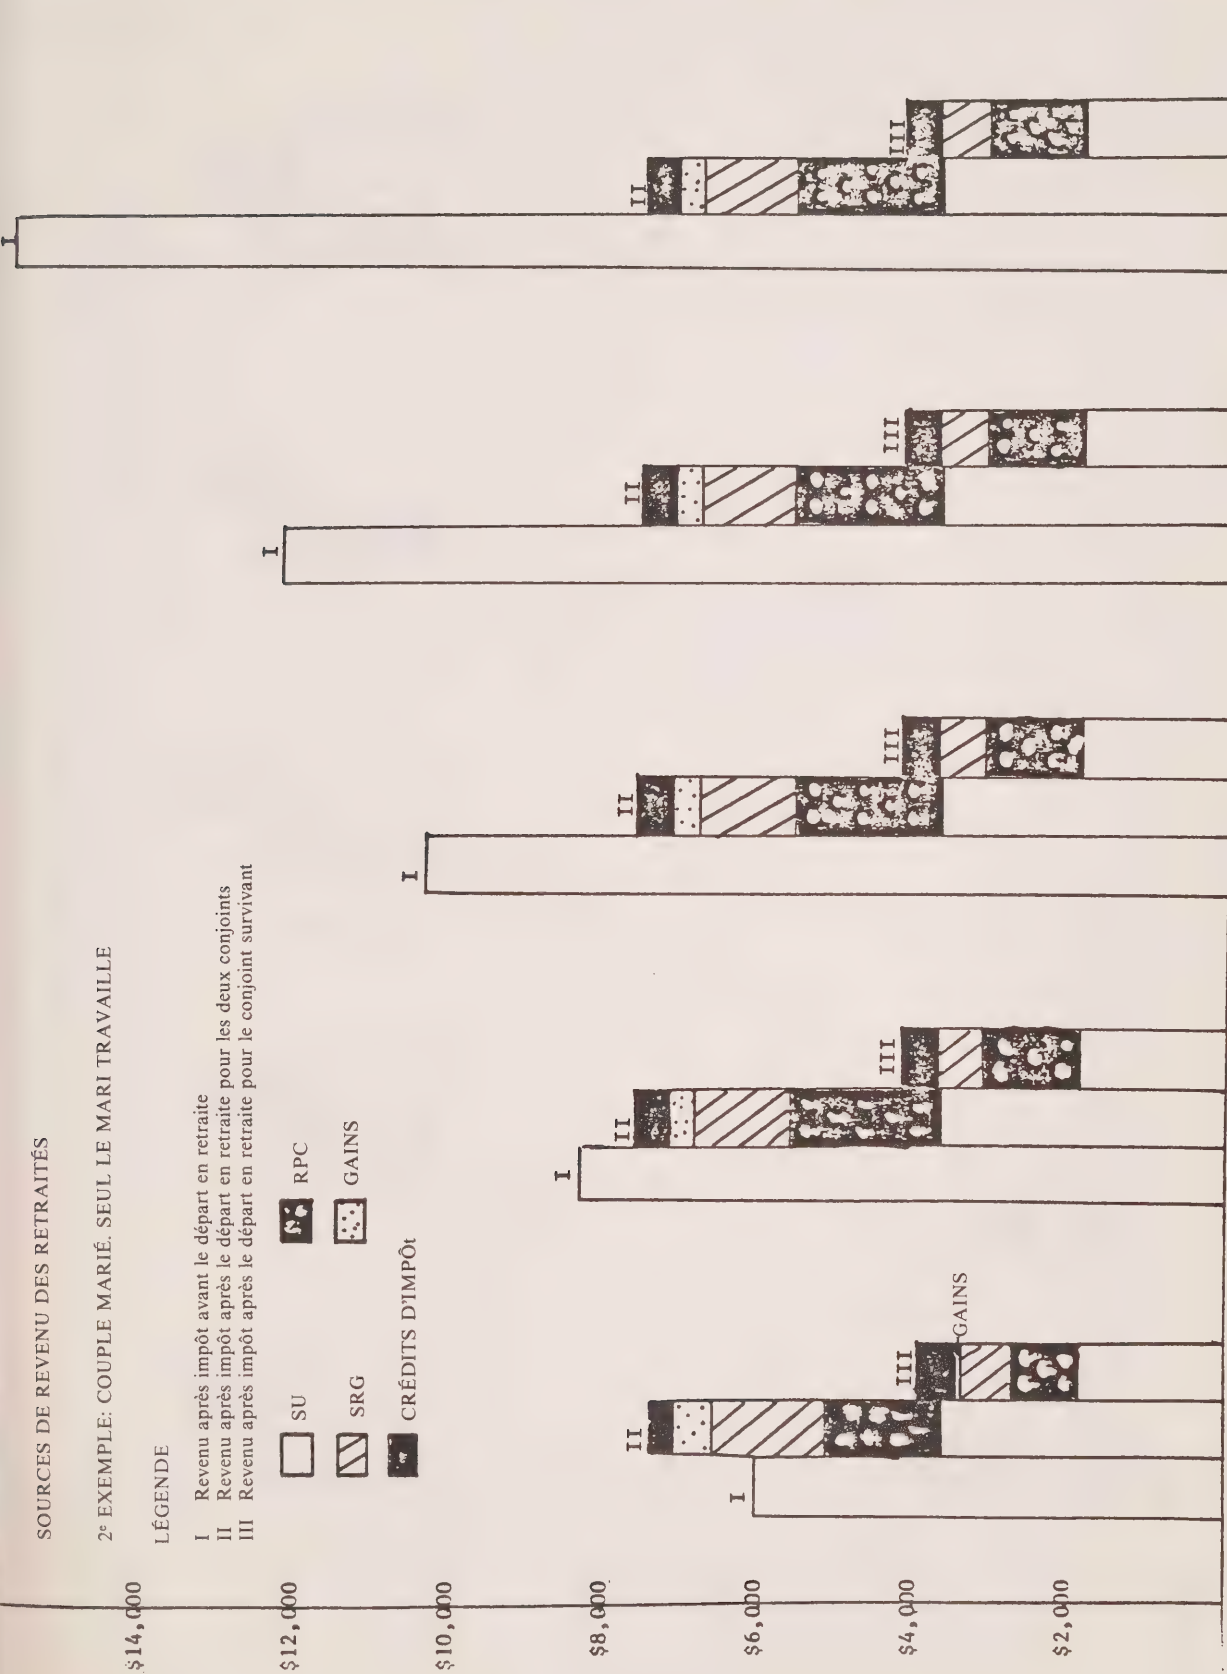 SOURCES DE REVENU DES RETRAITÉS
2e EXEMPLE: COUPLE MARIÉ. SEUL LE MARI TRAVAILLE
LÉGENDE
I Revenu après impôt avant le départ en retraite
II Revenu après impôt après le départ en retraite pour les deux conjoints
III Revenu après impôt après le départ en retraite pour le conjoint survivant
SU
RPC
SRG
GAINS
CRÉDITS D'IMPÔt
$14,000
$12,000
$10,000
$8,000
$6,000
$4,000
$2,000
I
II
III
GAINS
I
II
III
I
II
III
I
II
III
I
II
III